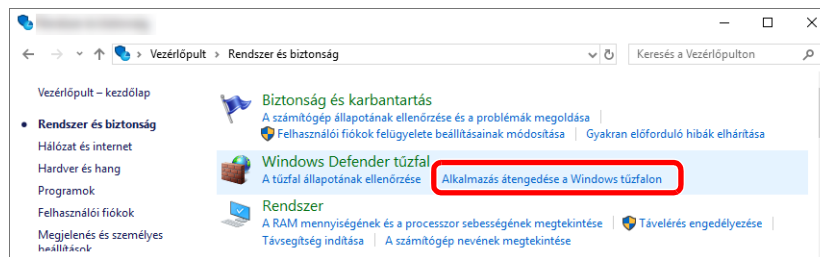 Vezérlőpult › Rendszer és biztonság
Keresés a Vezérlőpulton
Vezérlőpult – kezdőlap
Rendszer és biztonság
Hálózat és internet
Hardver és hang
Programok
Felhasználói fiókok
Megjelenés és személyes
beállítások
Biztonság és karbantartás
A számítógép állapotának ellenőrzése és a problémák megoldása
Felhasználói fiókok felügyelete beállításainak módosítása Gyakran előforduló hibák elhárítása
Windows Defender tűzfal
A tűzfal állapotának ellenőrzése Alkalmazás átengedése a Windows tűzfalon
Rendszer
A RAM mennyiségének és a processzor sebességének megtekintése Távelérés engedélyezése
Távsegítség indítása A számítógép nevének megtekintése